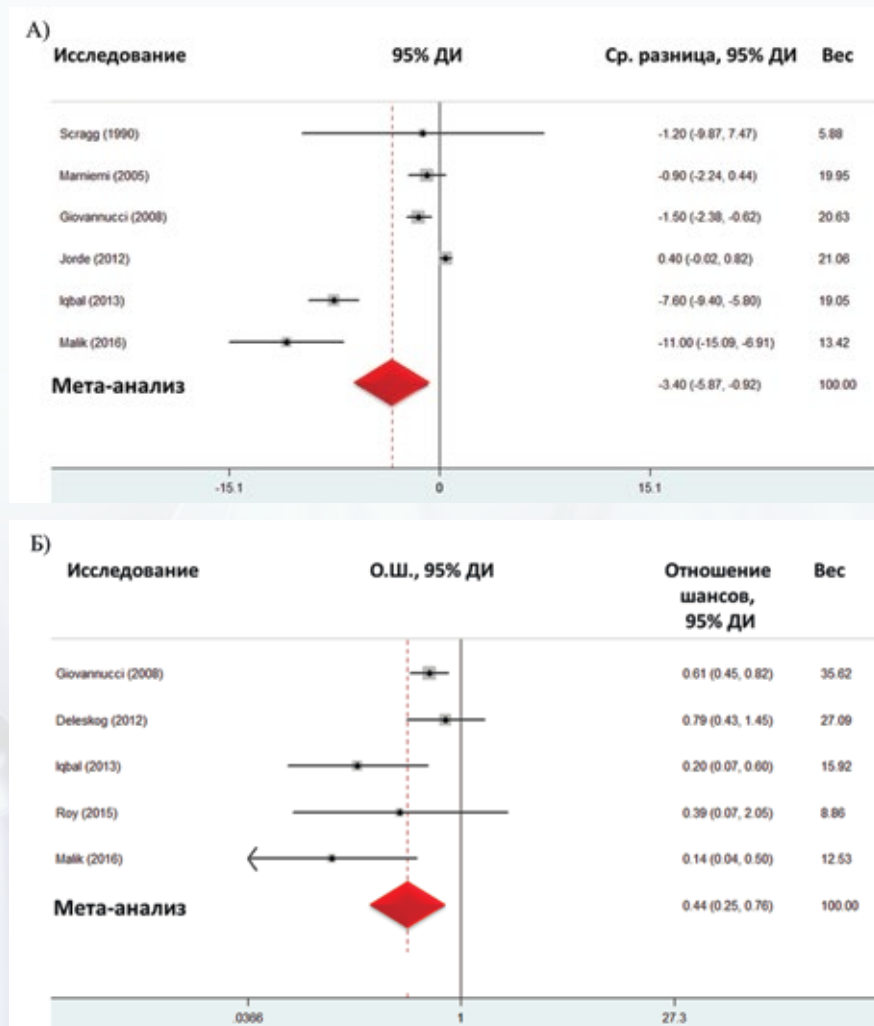 А)
Исследование 95% ДИ Ср. разница, 95% ДИ Вес
Scragg (1990) -1.20 (-9.87, 7.47) 5.88
Marniemi (2005) -0.90 (-2.24, 0.44) 19.95
Giovannucci (2008) -1.50 (-2.38, -0.62) 20.63
Jorde (2012) 0.40 (-0.02, 0.82) 21.06
Iqbal (2013) -7.60 (-9.40, -5.80) 19.05
Malik (2016) -11.00 (-15.09, -6.91) 13.42
Мета-анализ -3.40 (-5.87, -0.92) 100.00
-15.1 0 15.1
Б)
Исследование О.Ш., 95% ДИ Отношение Вес
шансов,
95% ДИ
Giovannucci (2008) 0.61 (0.45, 0.82) 35.62
Deleskog (2012) 0.79 (0.43, 1.45) 27.09
Iqbal (2013) 0.20 (0.07, 0.60) 15.92
Roy (2015) 0.39 (0.07, 2.05) 8.86
Malik (2016) 0.14 (0.04, 0.50) 12.53
Мета-анализ 0.44 (0.25, 0.76) 100.00
.0366 1 27.3